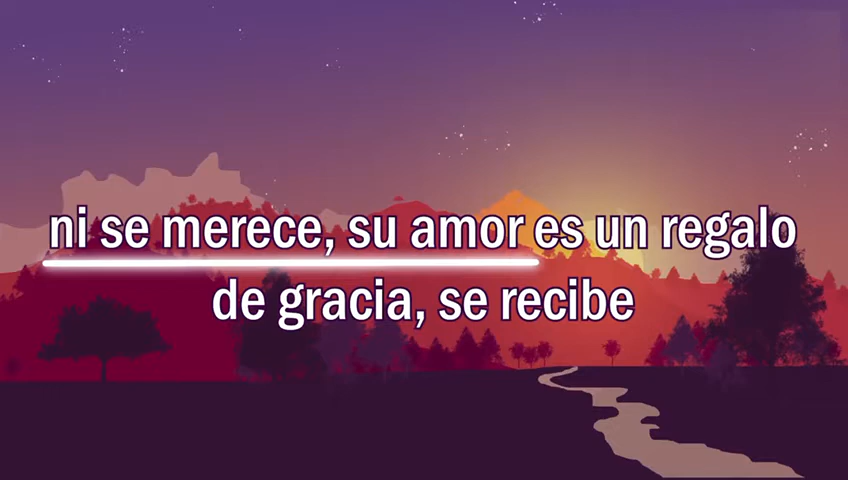 ni se merece, su amor es un regalo
de gracia, se recibe